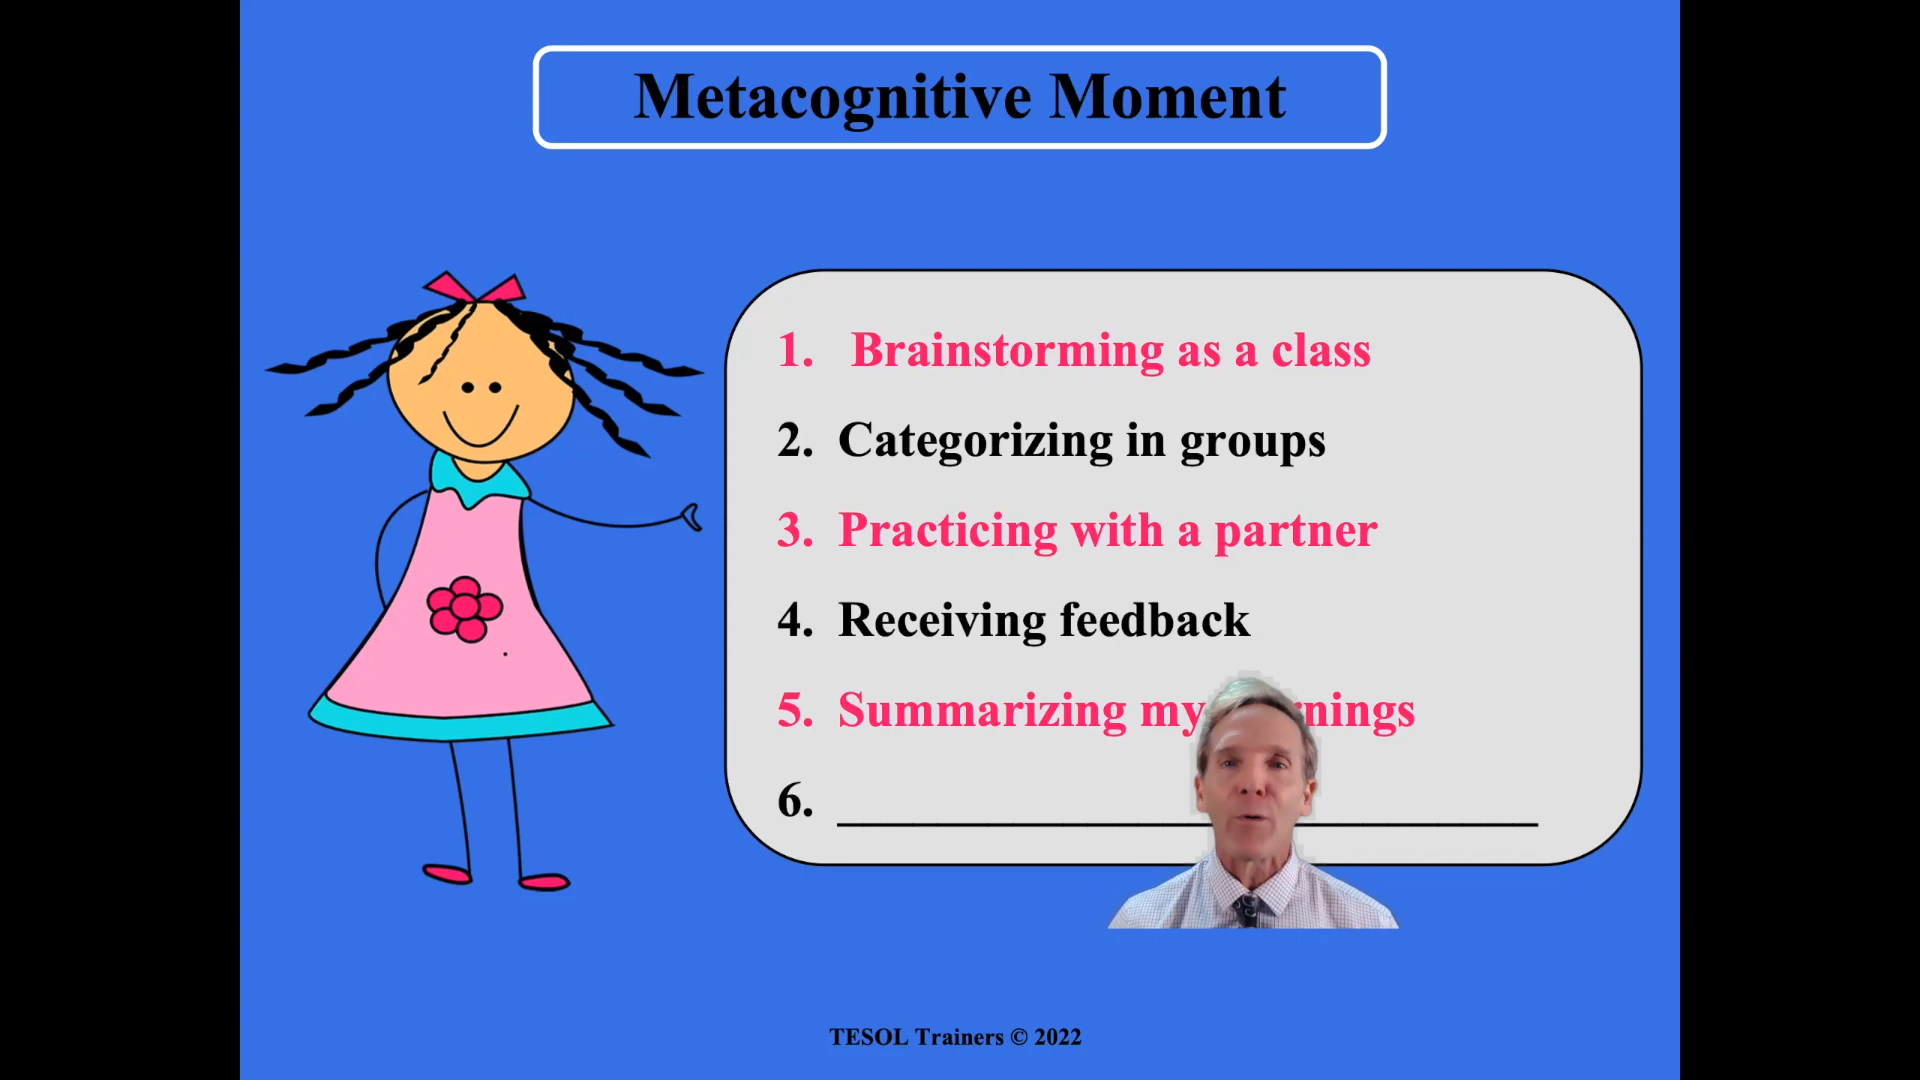 Metacognitive Moment
1. Brainstorming as a class
2. Categorizing in groups
3. Practicing with a partner
4. Receiving feedback
5. Summarizing my
6.
TESOL Trainers © 2022